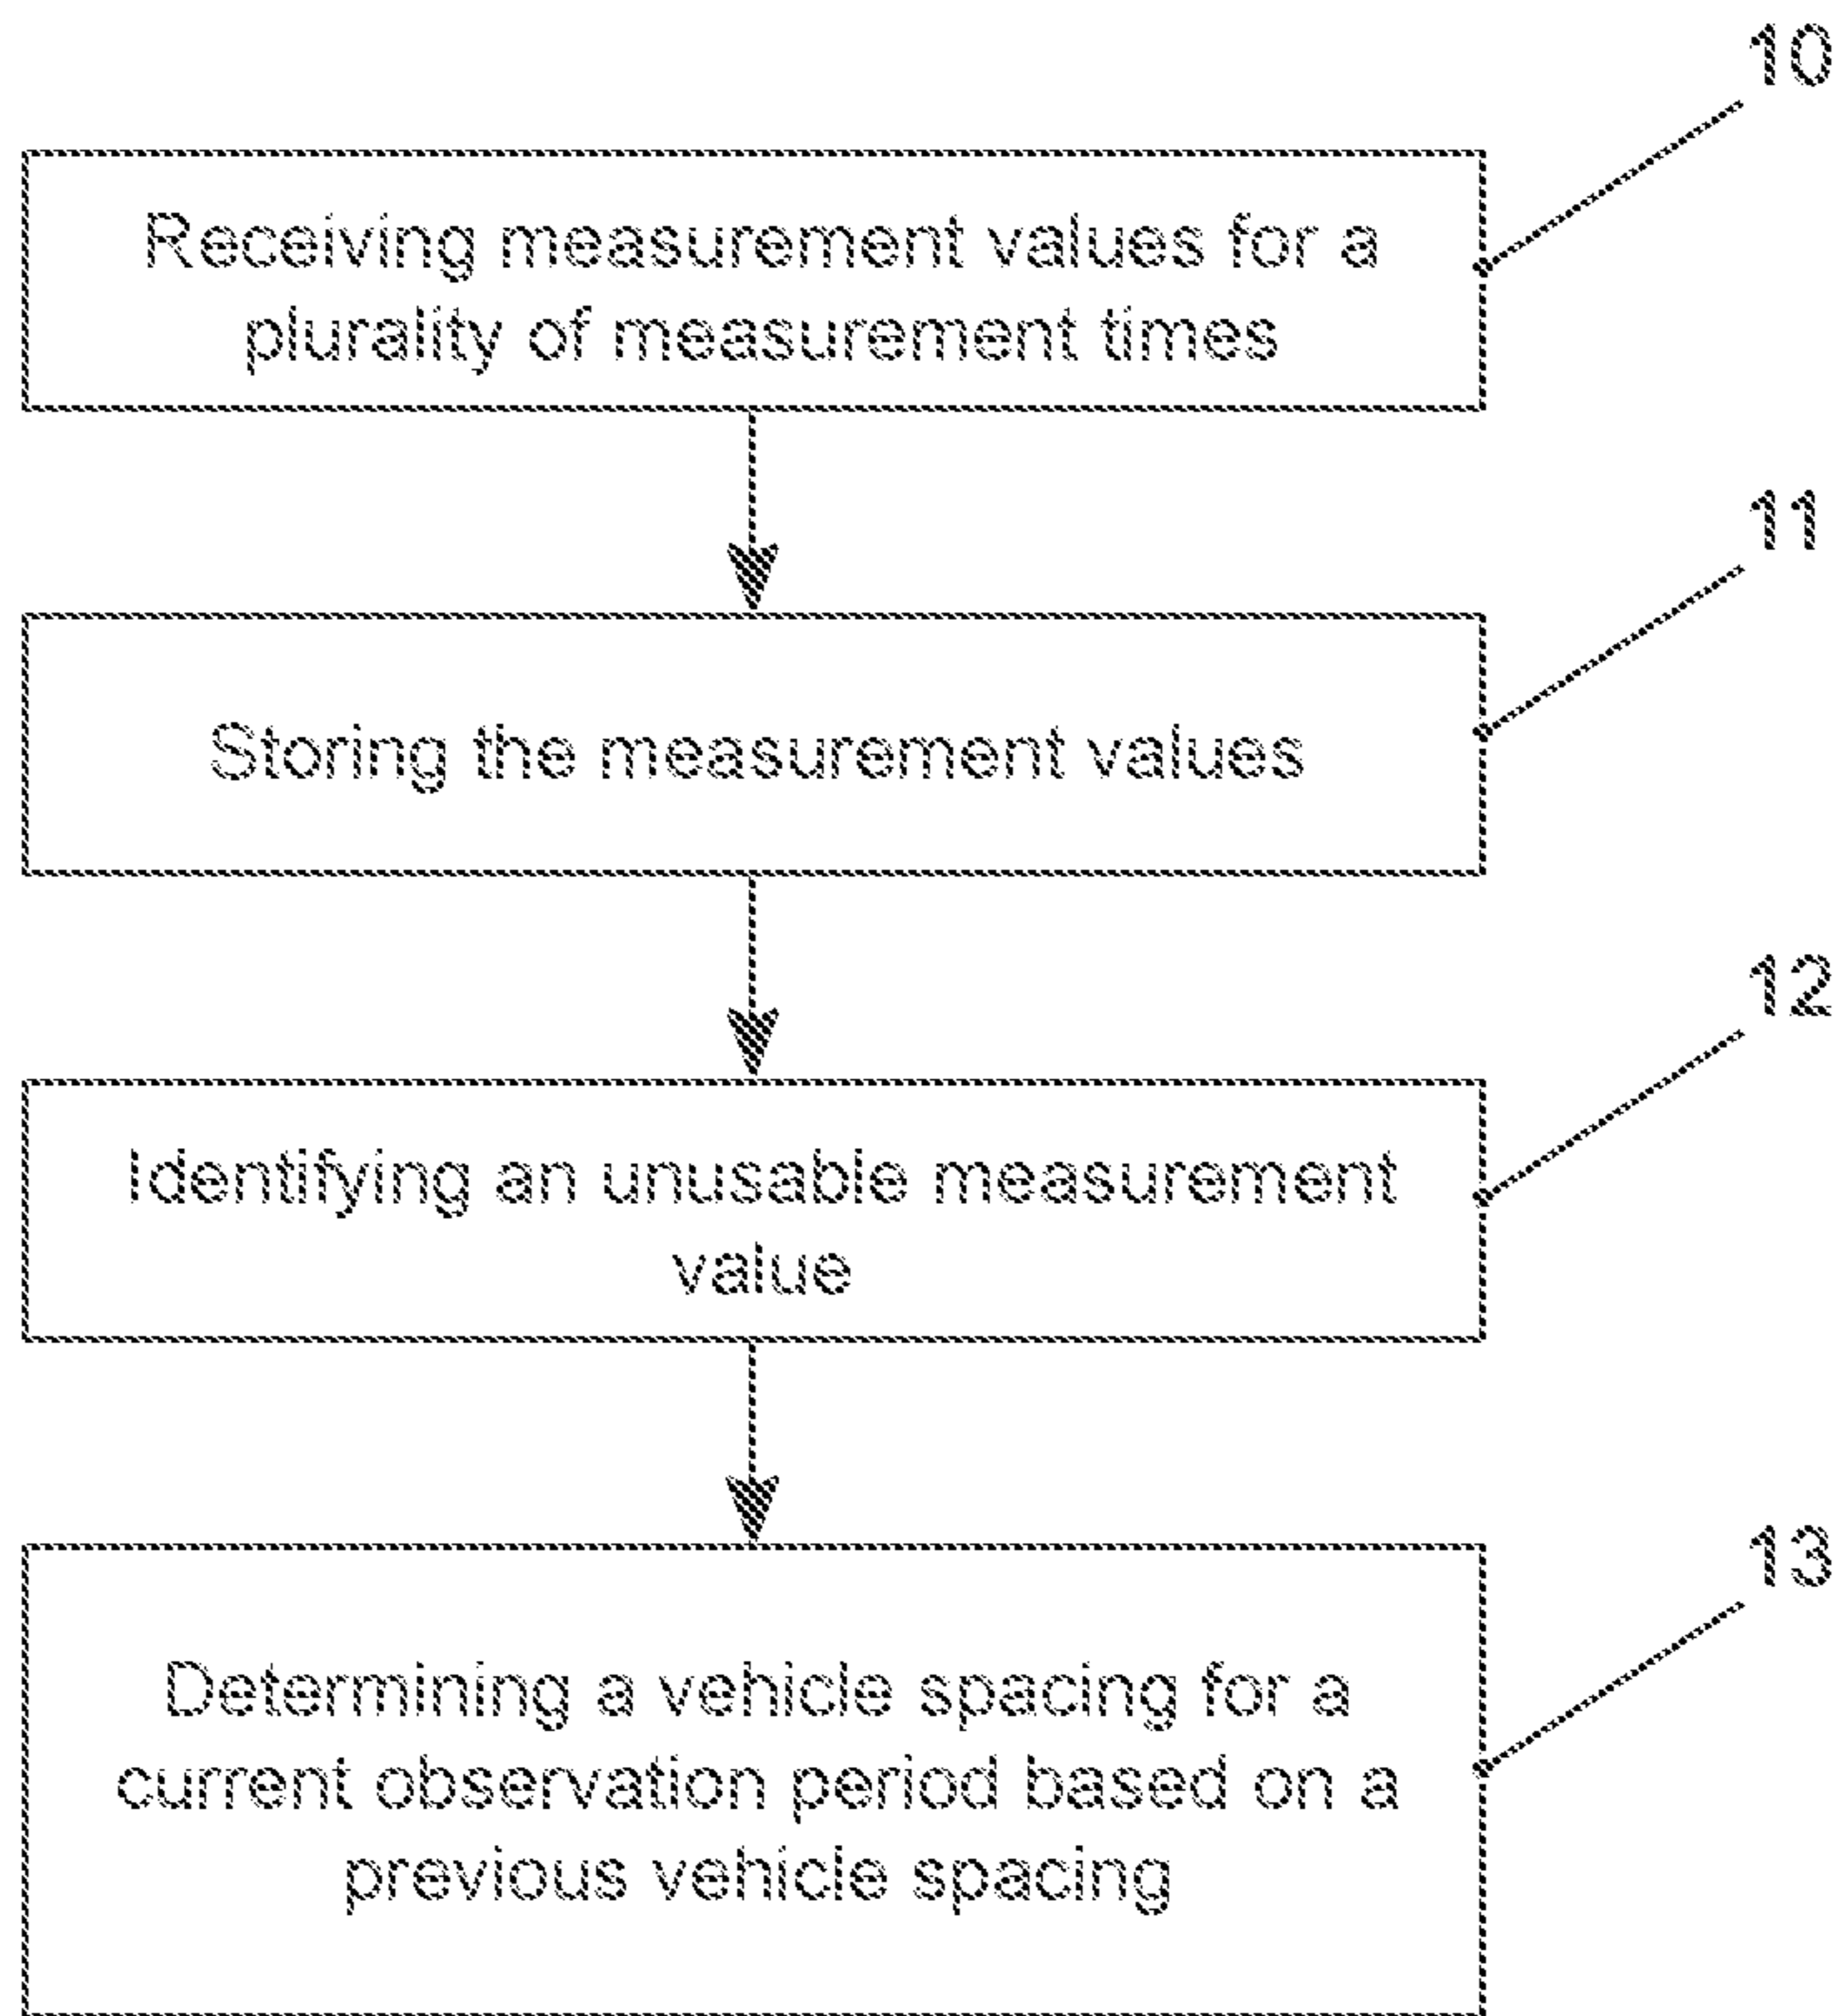 10
Receiving measurement values for a
plurality of measurement times
11
Storing the measurement values
12
Identifying an unusable measurement
value
13
Determining a vehicle spacing for a
current observation period based on a
previous vehicle spacing